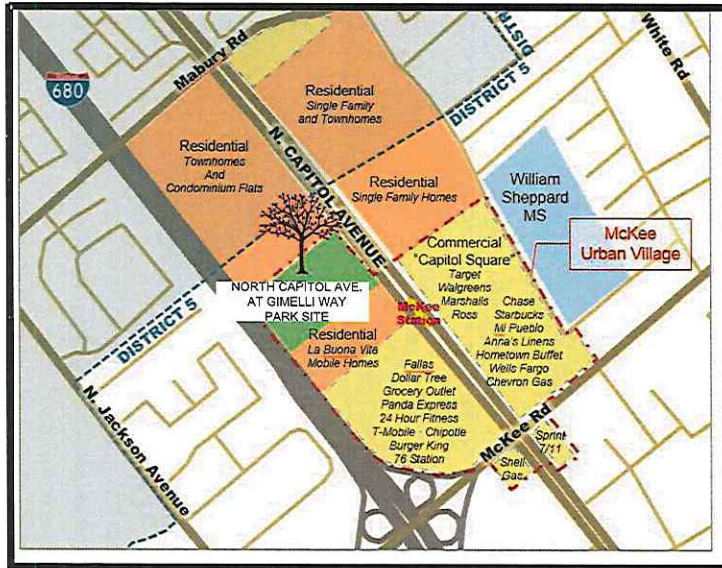 Mabury Rd
DISTRICT 5
White Rd
680
Residential
Single Family
and Townhomes
DISTRICT 5
Residential
Townhomes
And
Condominium Flats
N. CAPITOL AVENUE
Residential
Single Family Homes
William
Sheppard
MS
McKee
Urban Village
Commercial
"Capitol Square"
Target
Walgreens
Marshalls
Ross
Chase
Starbucks
Mi Pueblo
Anna's Linens
Hometown Buffet
Wells Fargo
Chevron Gas
NORTH CAPITOL AVE.
AT GIMELLI WAY
PARK SITE
McKee
Station
DISTRICT 5
Residential
La Buona Vita
Mobile Homes
Fallas
Dollar Tree
Grocery Outlet
Panda Express
24 Hour Fitness
T-Mobile - Chipotle
Burger King
76 Station
N. Jackson Avenue
McKee Rd
Sprint
7/11
Shell
Gas